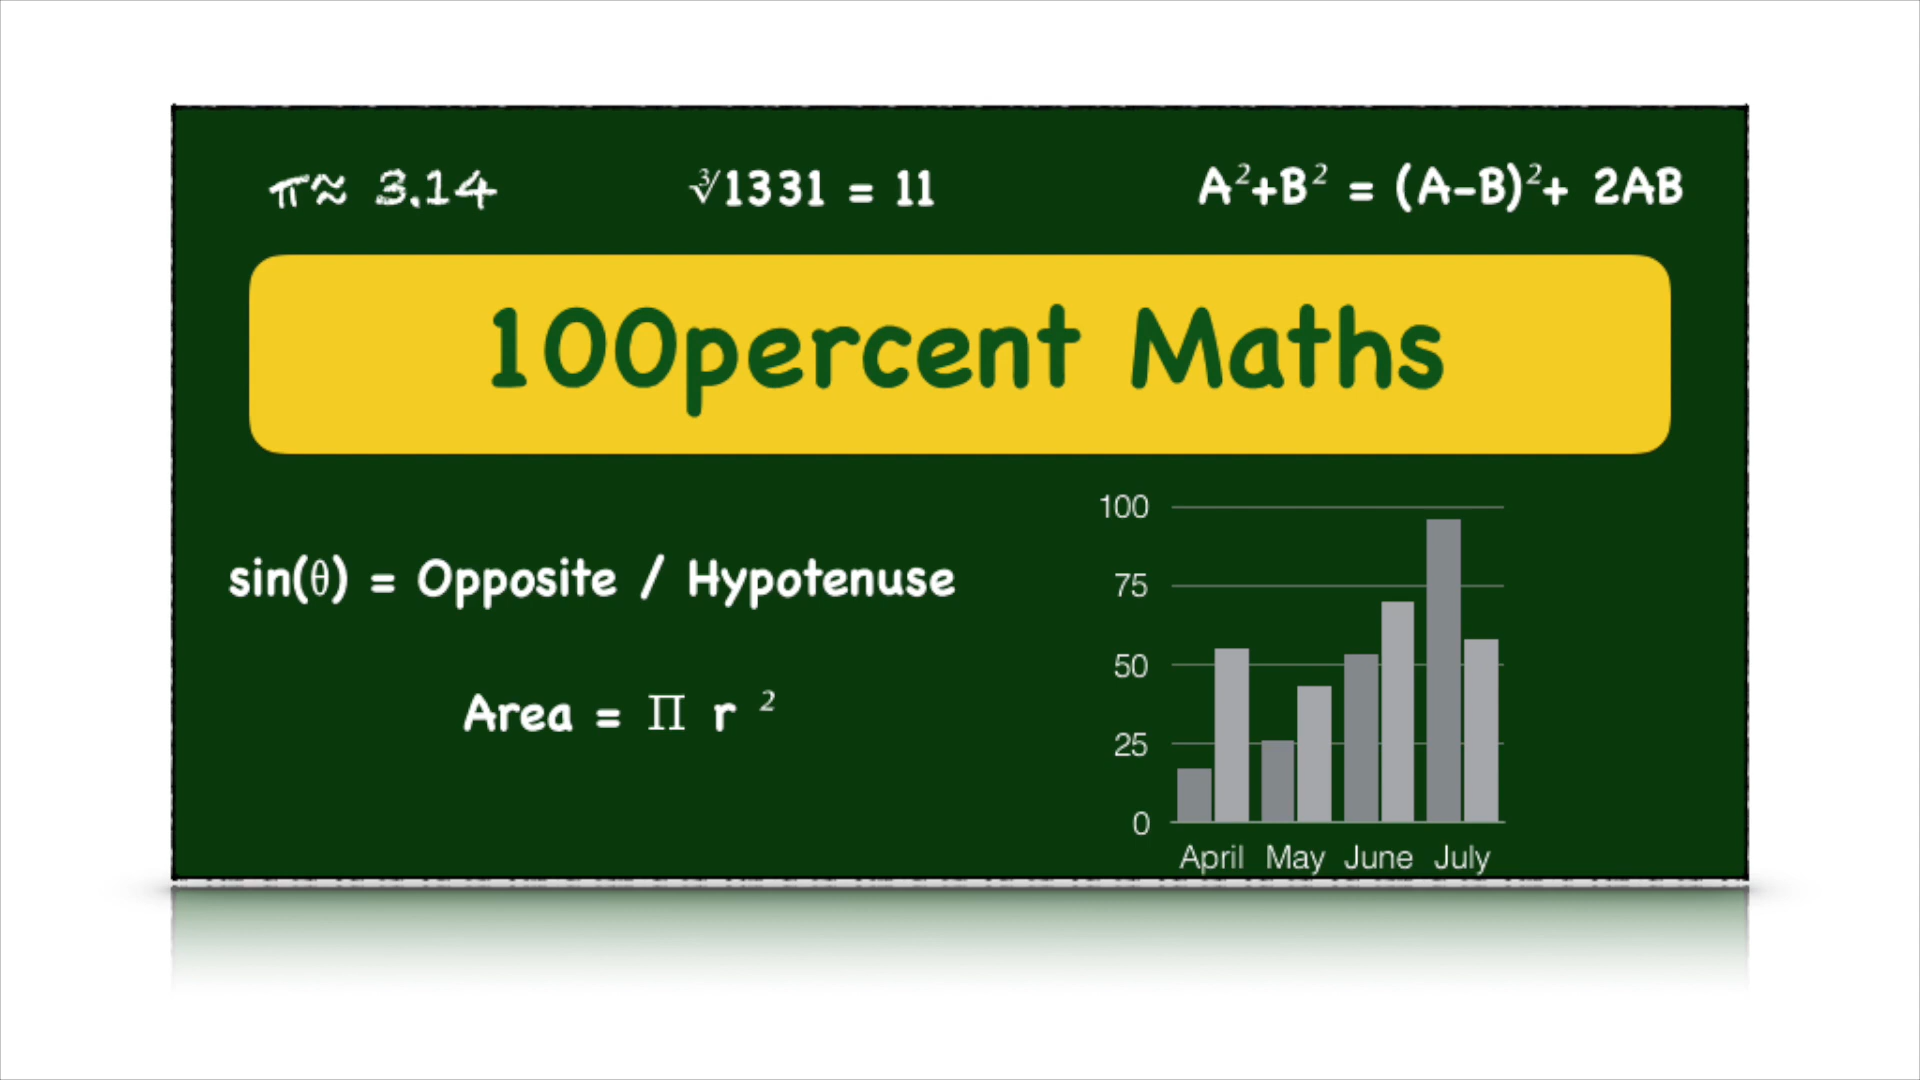 π≈ 3.14
∛1331 = 11
A²+B² = (A-B)²+ 2AB
100percent Maths
sin(θ) = Opposite / Hypotenuse
Area = Π r ²
100
75
50
25
0
April May June July